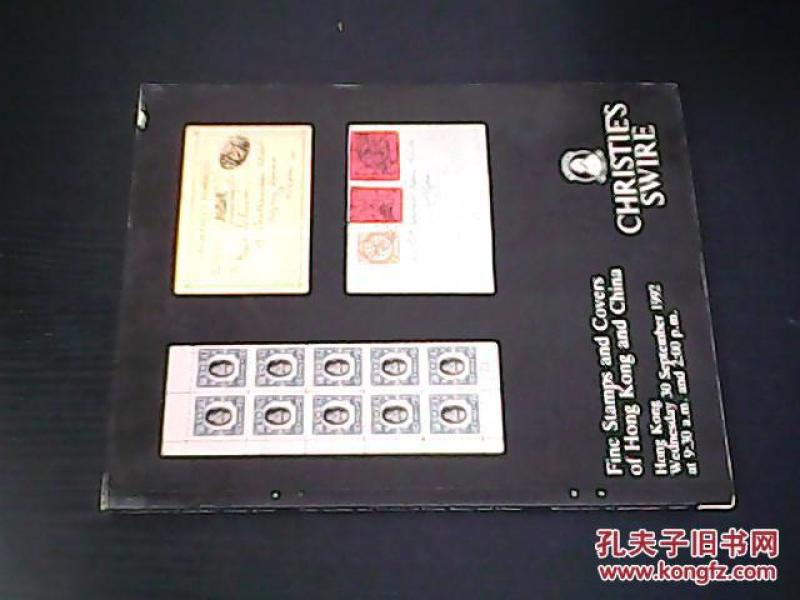 CHRISTIE'S
SWIRE
Fine Stamps and Covers
of Hong Kong and China
Hong Kong
Wednesday 30 September 1992
at 9.30 a.m. and 2.00 p.m.
孔夫子旧书网
www.kongfz.com